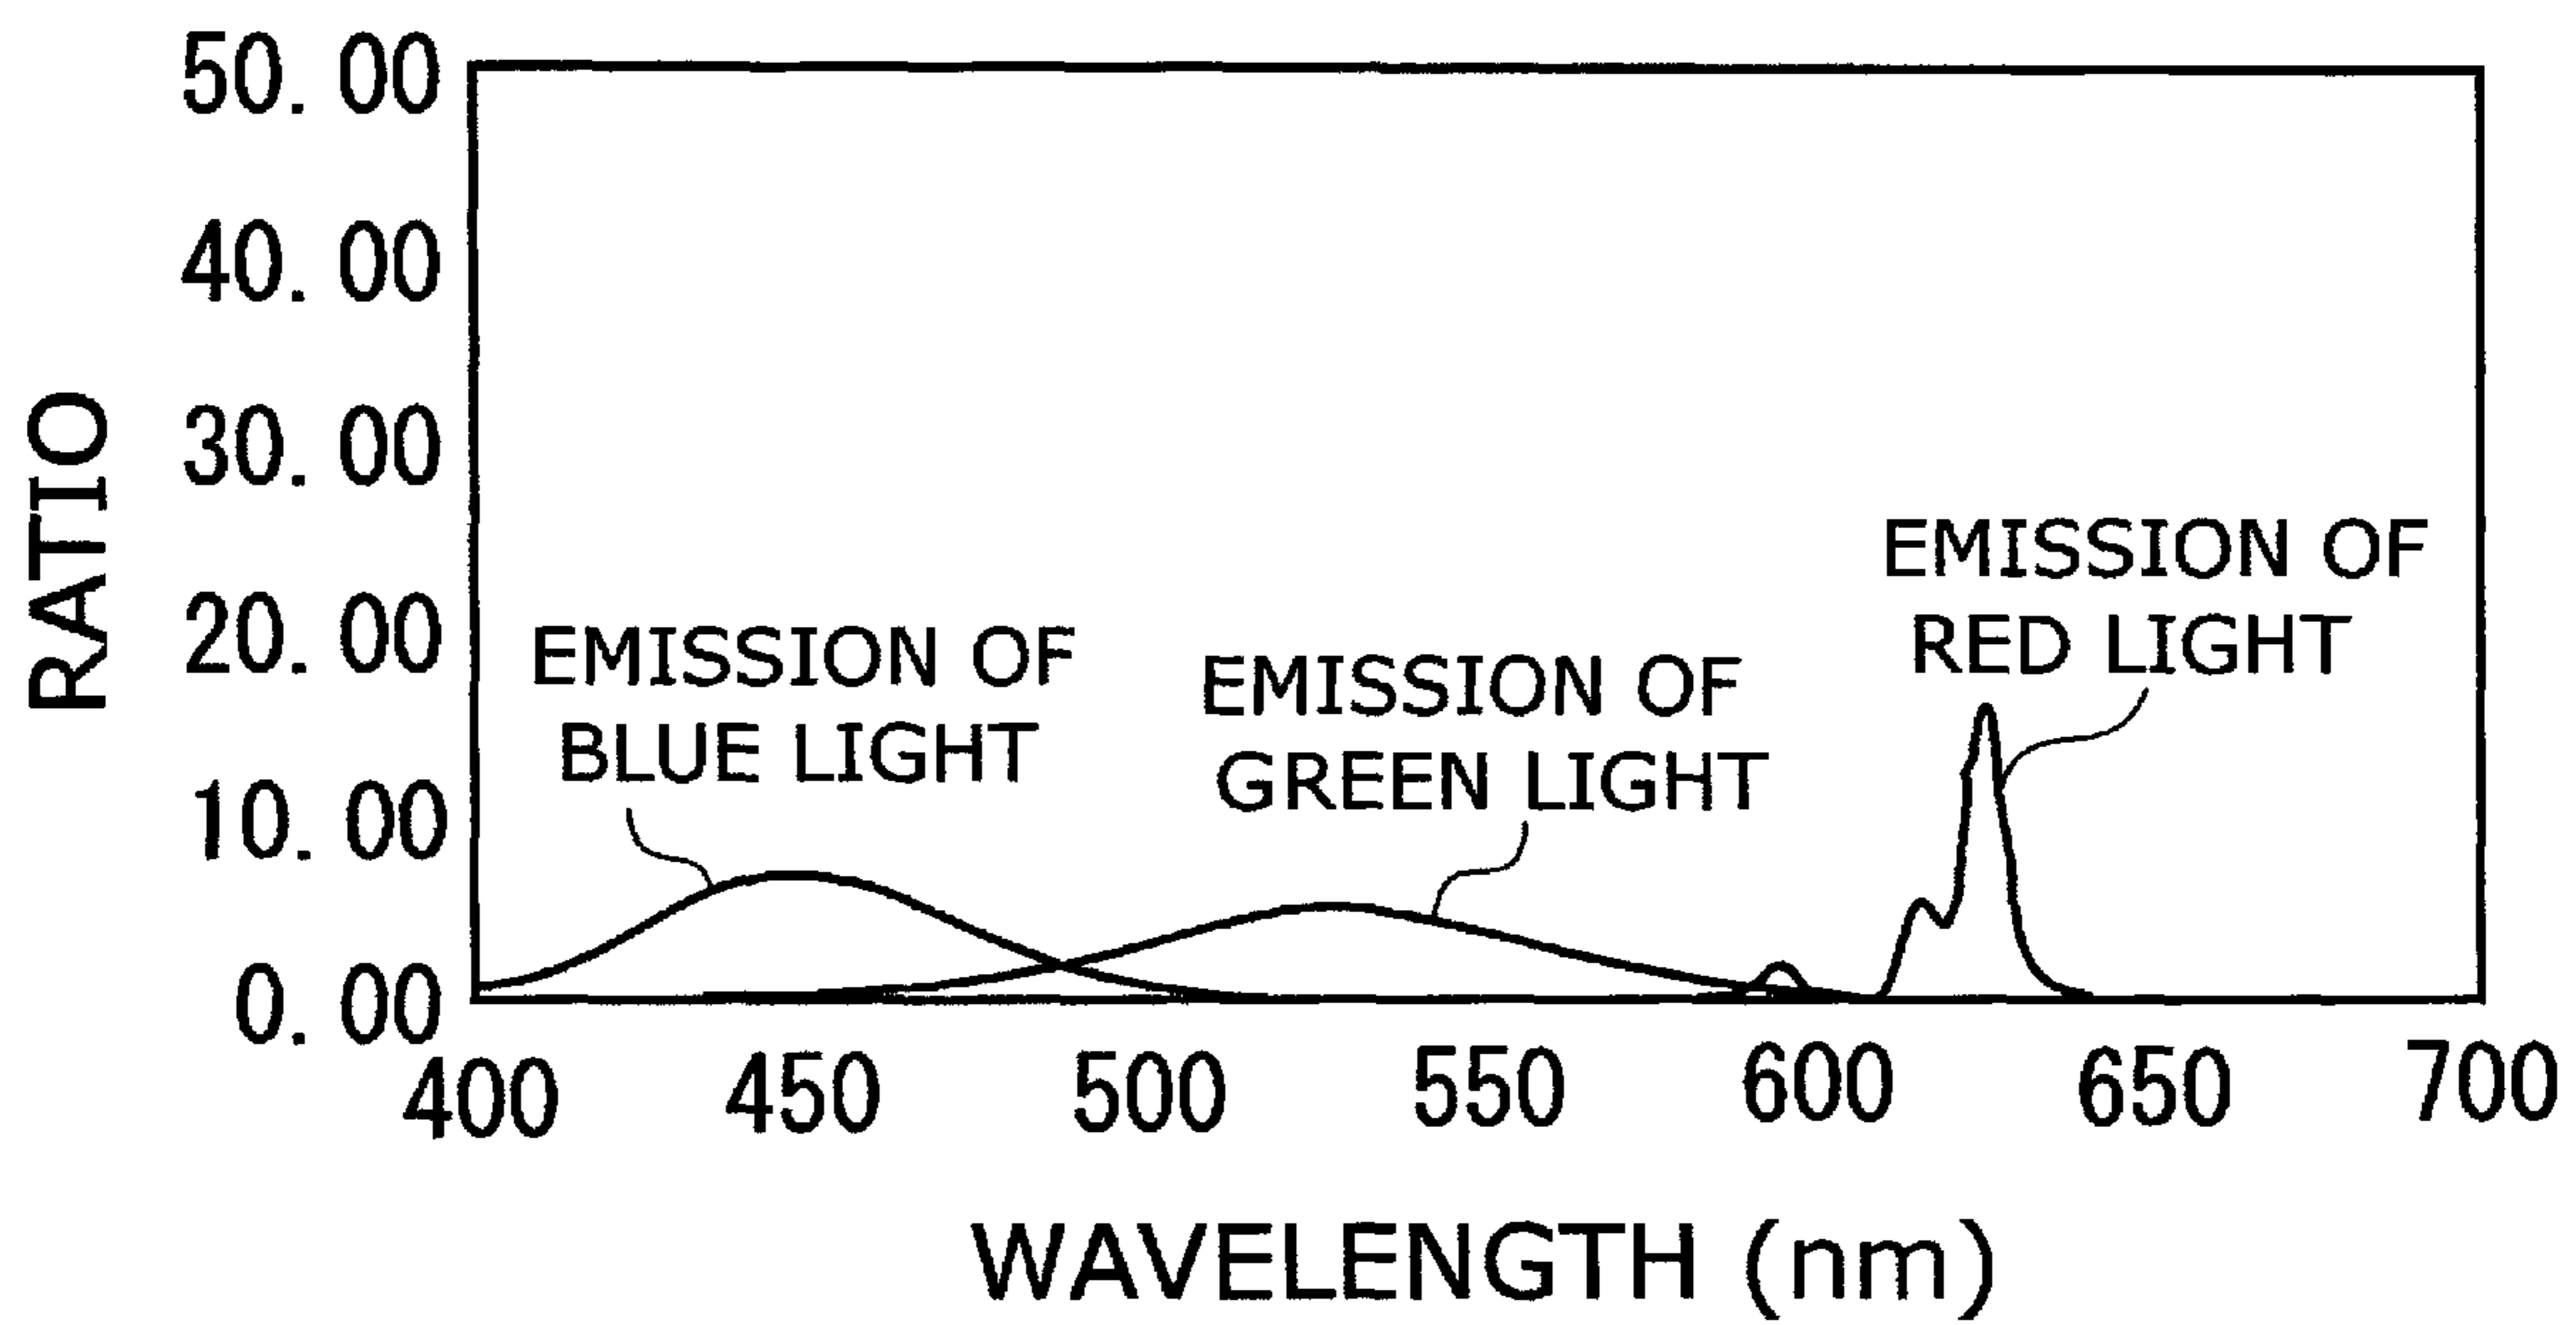 50.00
40.00
30.00
20.00
10.00
0.00
RATIO
EMISSION OF
BLUE LIGHT
EMISSION OF
GREEN LIGHT
EMISSION OF
RED LIGHT
400 450 500 550 600 650 700
WAVELENGTH (nm)